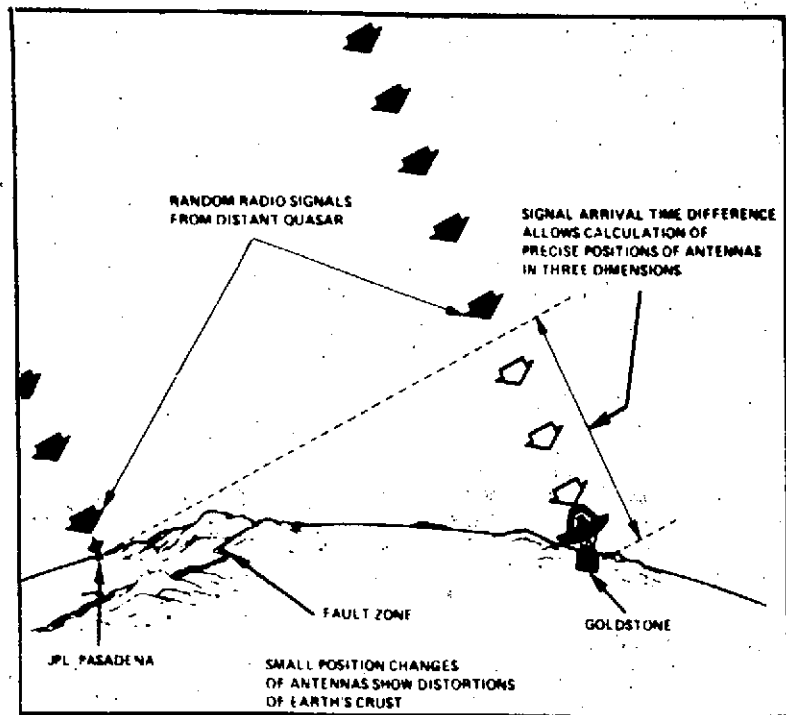 RANDOM RADIO SIGNALS
FROM DISTANT QUASAR
SIGNAL ARRIVAL TIME DIFFERENCE
ALLOWS CALCULATION OF
PRECISE POSITIONS OF ANTENNAS
IN THREE DIMENSIONS
FAULT ZONE
GOLDSTONE
JPL PASADENA
SMALL POSITION CHANGES
OF ANTENNAS SHOW DISTORTIONS
OF EARTH'S CRUST